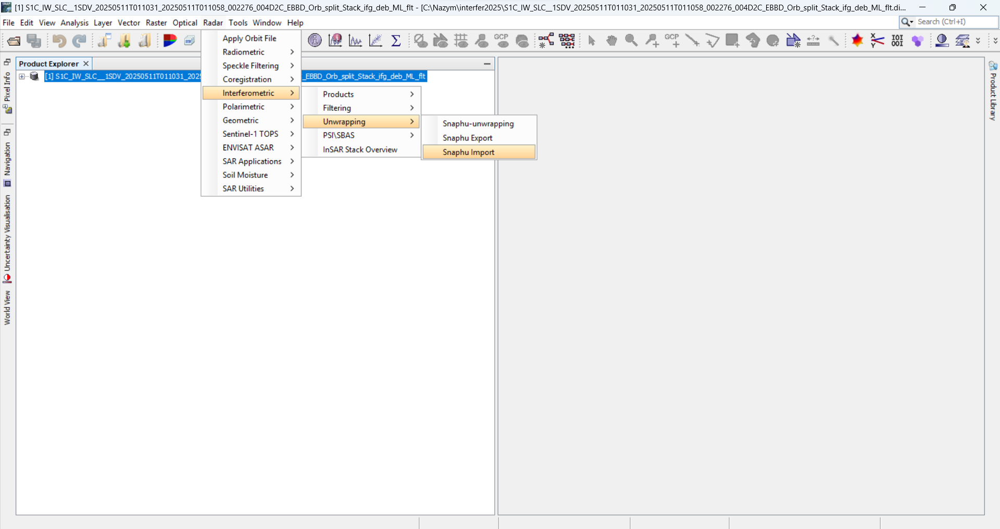 [1] S1C_IW_SLC__1SDV_20250511T011031_20250511T011058_002276_004D2C_EBBD_Orb_split_Stack_ifg_deb_ML_flt - [C:\Nazym\interfer2025\S1C_IW_SLC__1SDV_20250511T011031_20250511T011058_002276_004D2C_EBBD_Orb_split_Stack_ifg_deb_ML_flt.di...
File Edit View Analysis Layer Vector Raster Optical Radar Tools Window Help
Search (Ctrl+I)
GCP
GCP
Product Explorer
[1] S1C_IW_SLC__1SDV_20250511T011031_202
_EBBD_Orb_split_Stack_ifg_deb_ML_flt
Apply Orbit File
Radiometric
Speckle Filtering
Coregistration
Interferometric
Polarimetric
Geometric
Sentinel-1 TOPS
ENVISAT ASAR
SAR Applications
Soil Moisture
SAR Utilities
Products
Filtering
Unwrapping
PSI\SBAS
InSAR Stack Overview
Snaphu-unwrapping
Snaphu Export
Snaphu Import
Pixel Info
Navigation
Uncertainty Visualisation
World View
Product Library